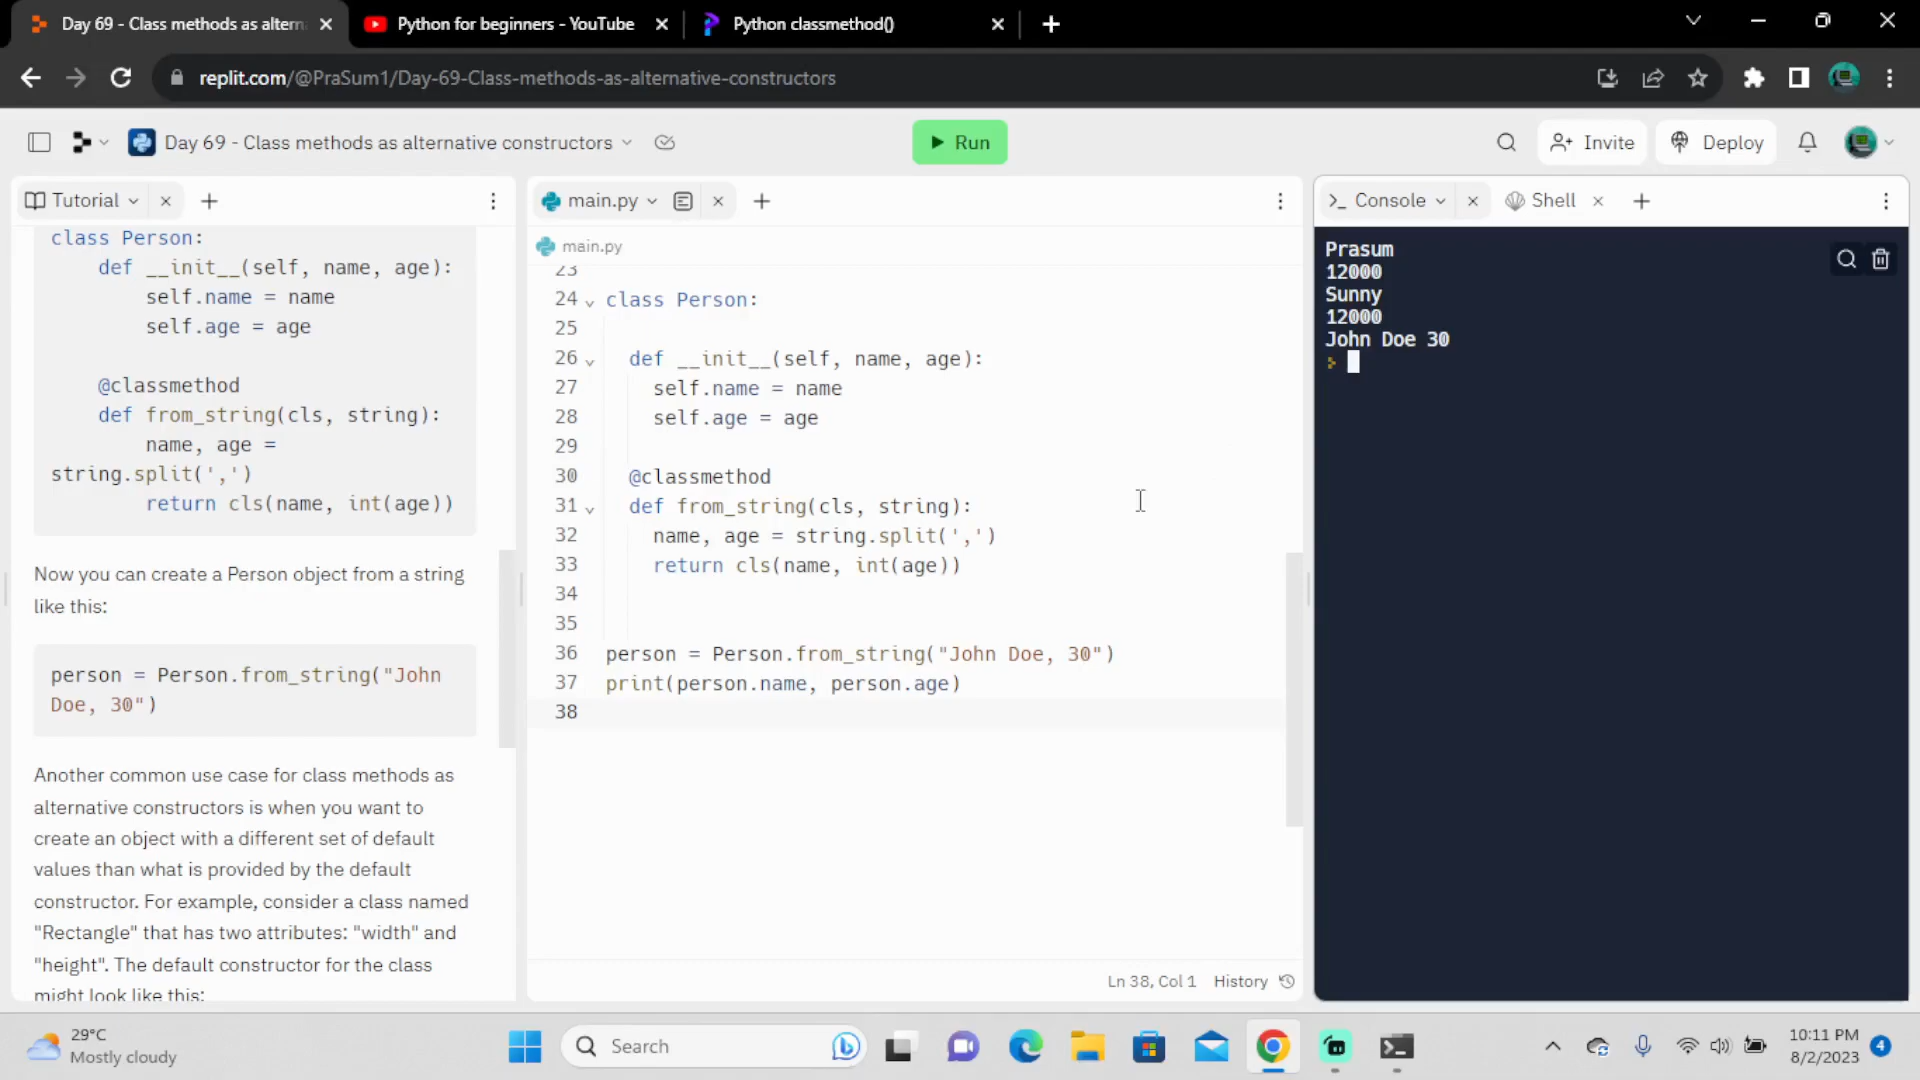 Day 69 - Class methods as altern
Python for beginners - YouTube
Python classmethod()
replit.com/@PraSum1/Day-69-Class-methods-as-alternative-constructors
Day 69 - Class methods as alternative constructors
Run
Invite
Deploy
Tutorial
class Person:
def __init__(self, name, age):
self.name = name
self.age = age
@classmethod
def from_string(cls, string):
name, age =
string.split(',')
return cls(name, int(age))
Now you can create a Person object from a string
like this:
person = Person.from_string("John
Doe, 30")
Another common use case for class methods as
alternative constructors is when you want to
create an object with a different set of default
values than what is provided by the default
constructor. For example, consider a class named
"Rectangle" that has two attributes: "width" and
"height". The default constructor for the class
might look like this:
main.py
main.py
23
24 class Person:
25
26 def __init__(self, name, age):
27 self.name = name
28 self.age = age
29
30 @classmethod
31 def from_string(cls, string):
32 name, age = string.split(',')
33 return cls(name, int(age))
34
35
36 person = Person.from_string("John Doe, 30")
37 print(person.name, person.age)
38
Ln 38, Col 1 History
>_ Console
Shell
Prasum
12000
Sunny
12000
John Doe 30
29°C
Mostly cloudy
Search
10:11 PM
8/2/2023
4